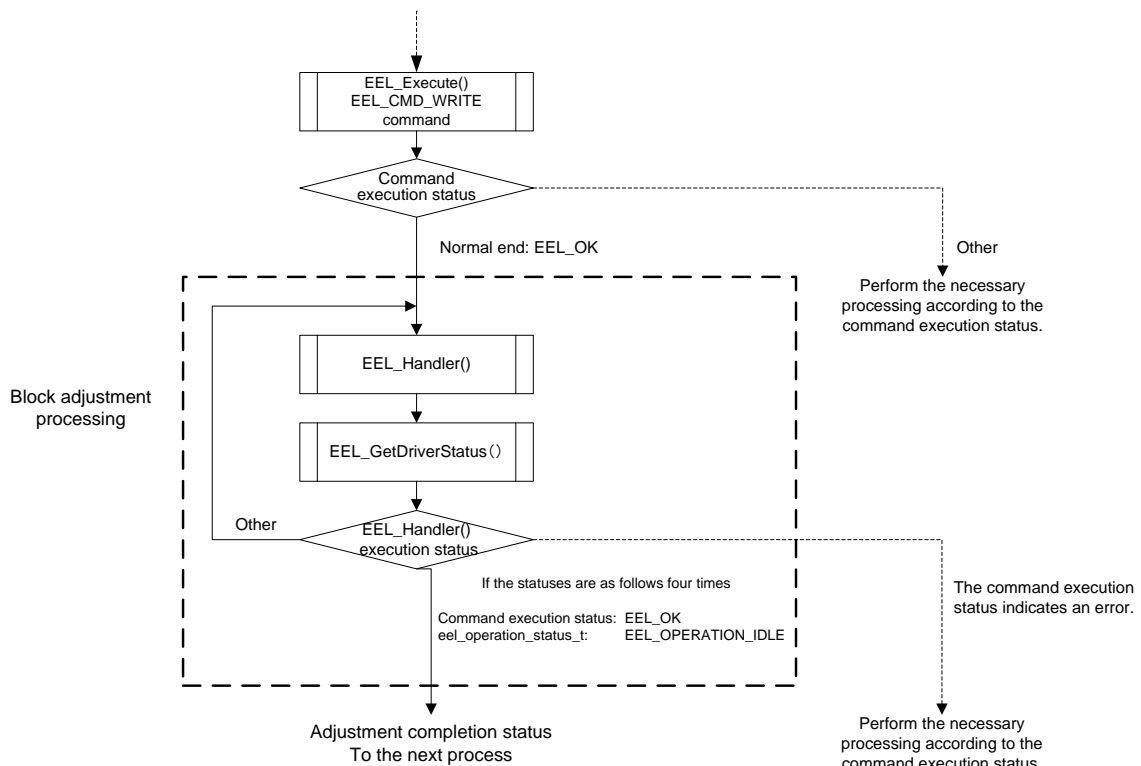 EEL_Execute()
EEL_CMD_WRITE
command
Command
execution status
Normal end: EEL_OK
Other
Perform the necessary
processing according to the
command execution status.
EEL_Handler()
Block adjustment
processing
EEL_GetDriverStatus（）
Other
EEL_Handler()
execution status
If the statuses are as follows four times
The command execution
status indicates an error.
Command execution status: EEL_OK
eel_operation_status_t: EEL_OPERATION_IDLE
Adjustment completion status
To the next process
Perform the necessary
processing according to the
command execution status